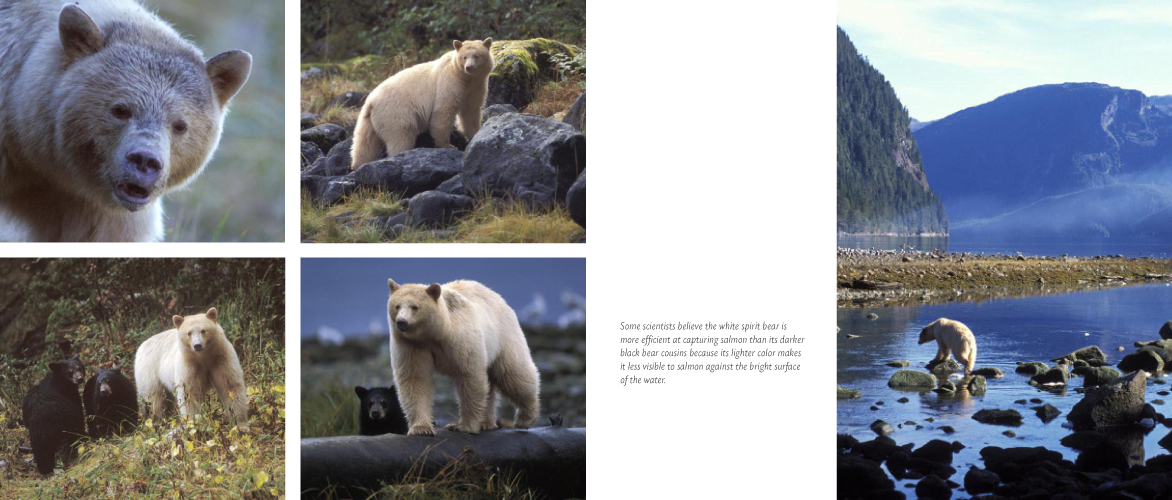 Some scientists believe the white spirit bear is
more efficient at capturing salmon than its darker
black bear cousins because its lighter color makes
it less visible to salmon against the bright surface
of the water.